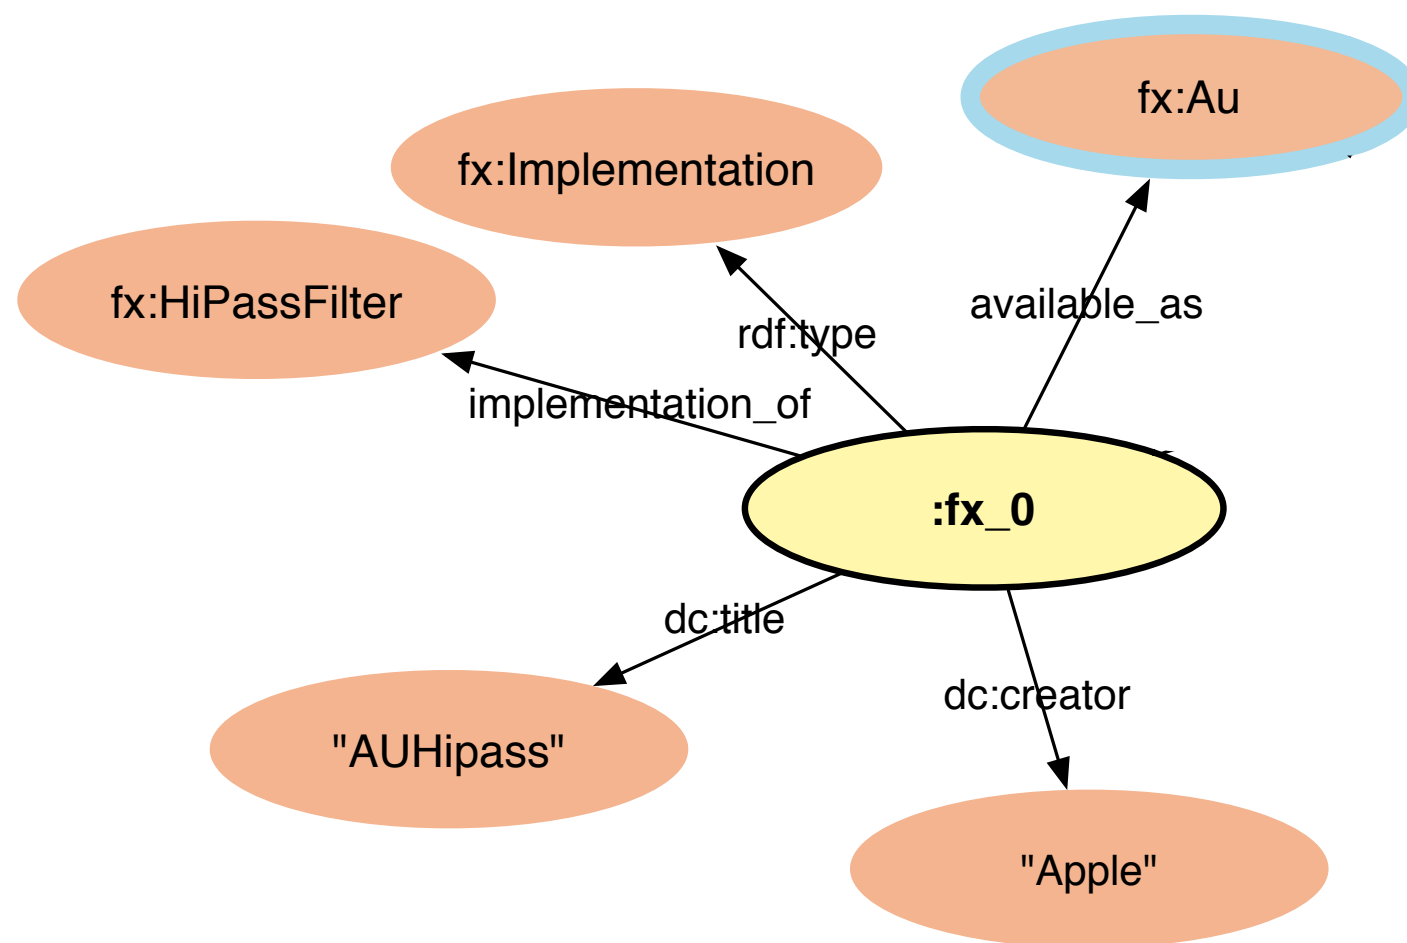 fx:Au
fx:Implementation
fx:HiPassFilter
available_as
rdf:type
implementation_of
:fx_0
dc:title
dc:creator
"AUHipass"
"Apple"